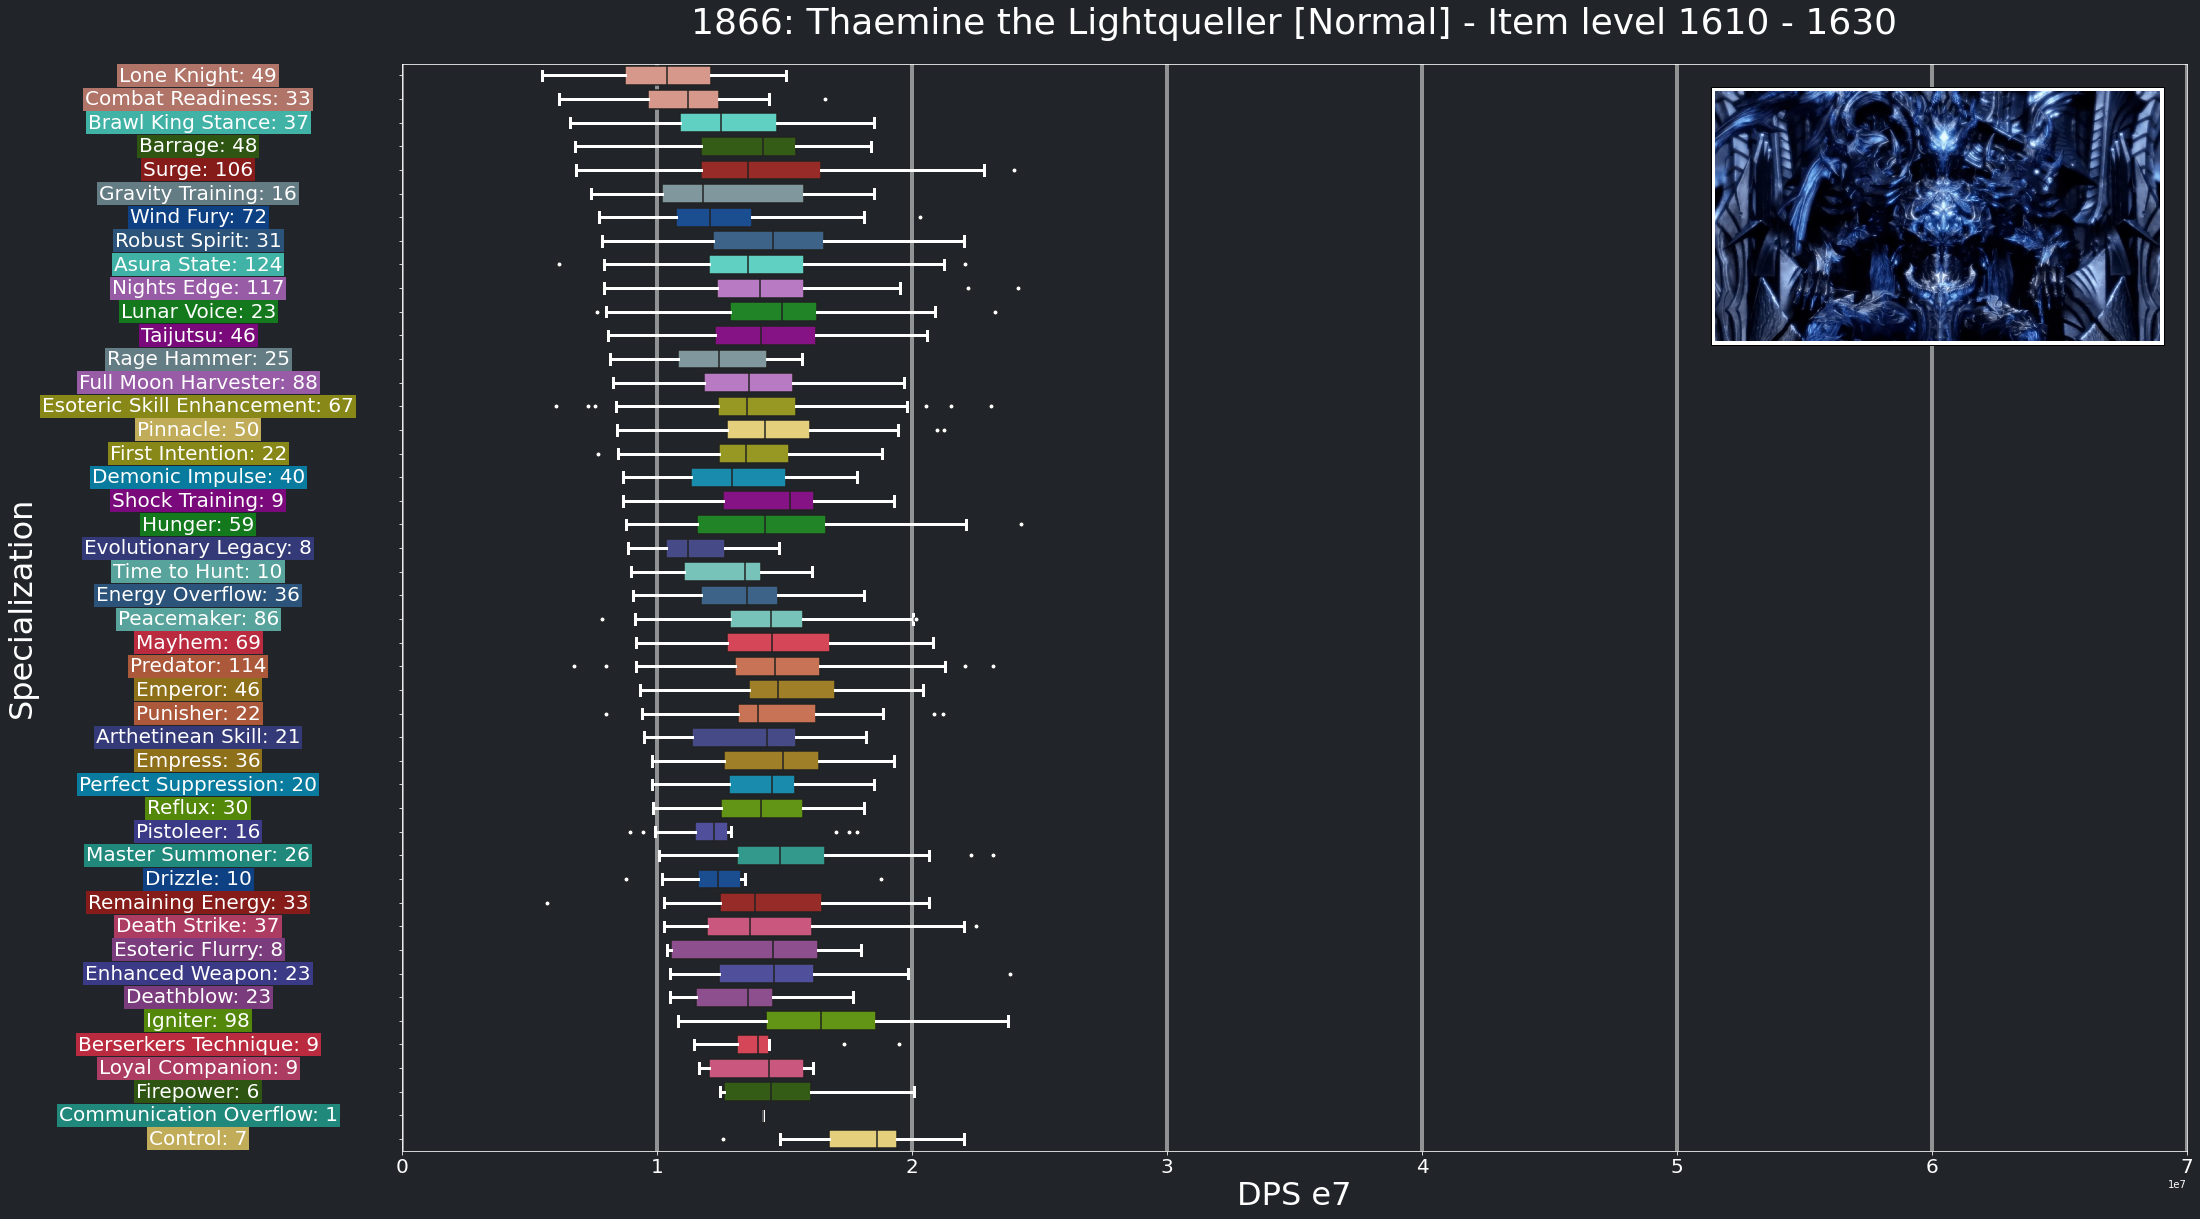 1866: Thaemine the Lightqueller [Normal] - Item level 1610 - 1630
Specialization
Lone Knight: 49
Combat Readiness: 33
Brawl King Stance: 37
Barrage: 48
Surge: 106
Gravity Training: 16
Wind Fury: 72
Robust Spirit: 31
Asura State: 124
Nights Edge: 117
Lunar Voice: 23
Taijutsu: 46
Rage Hammer: 25
Full Moon Harvester: 88
Esoteric Skill Enhancement: 67
Pinnacle: 50
First Intention: 22
Demonic Impulse: 40
Shock Training: 9
Hunger: 59
Evolutionary Legacy: 8
Time to Hunt: 10
Energy Overflow: 36
Peacemaker: 86
Mayhem: 69
Predator: 114
Emperor: 46
Punisher: 22
Arthetinean Skill: 21
Empress: 36
Perfect Suppression: 20
Reflux: 30
Pistoleer: 16
Master Summoner: 26
Drizzle: 10
Remaining Energy: 33
Death Strike: 37
Esoteric Flurry: 8
Enhanced Weapon: 23
Deathblow: 23
Igniter: 98
Berserkers Technique: 9
Loyal Companion: 9
Firepower: 6
Communication Overflow: 1
Control: 7
0 1 2 3 4 5 6 7
1e7
DPS e7